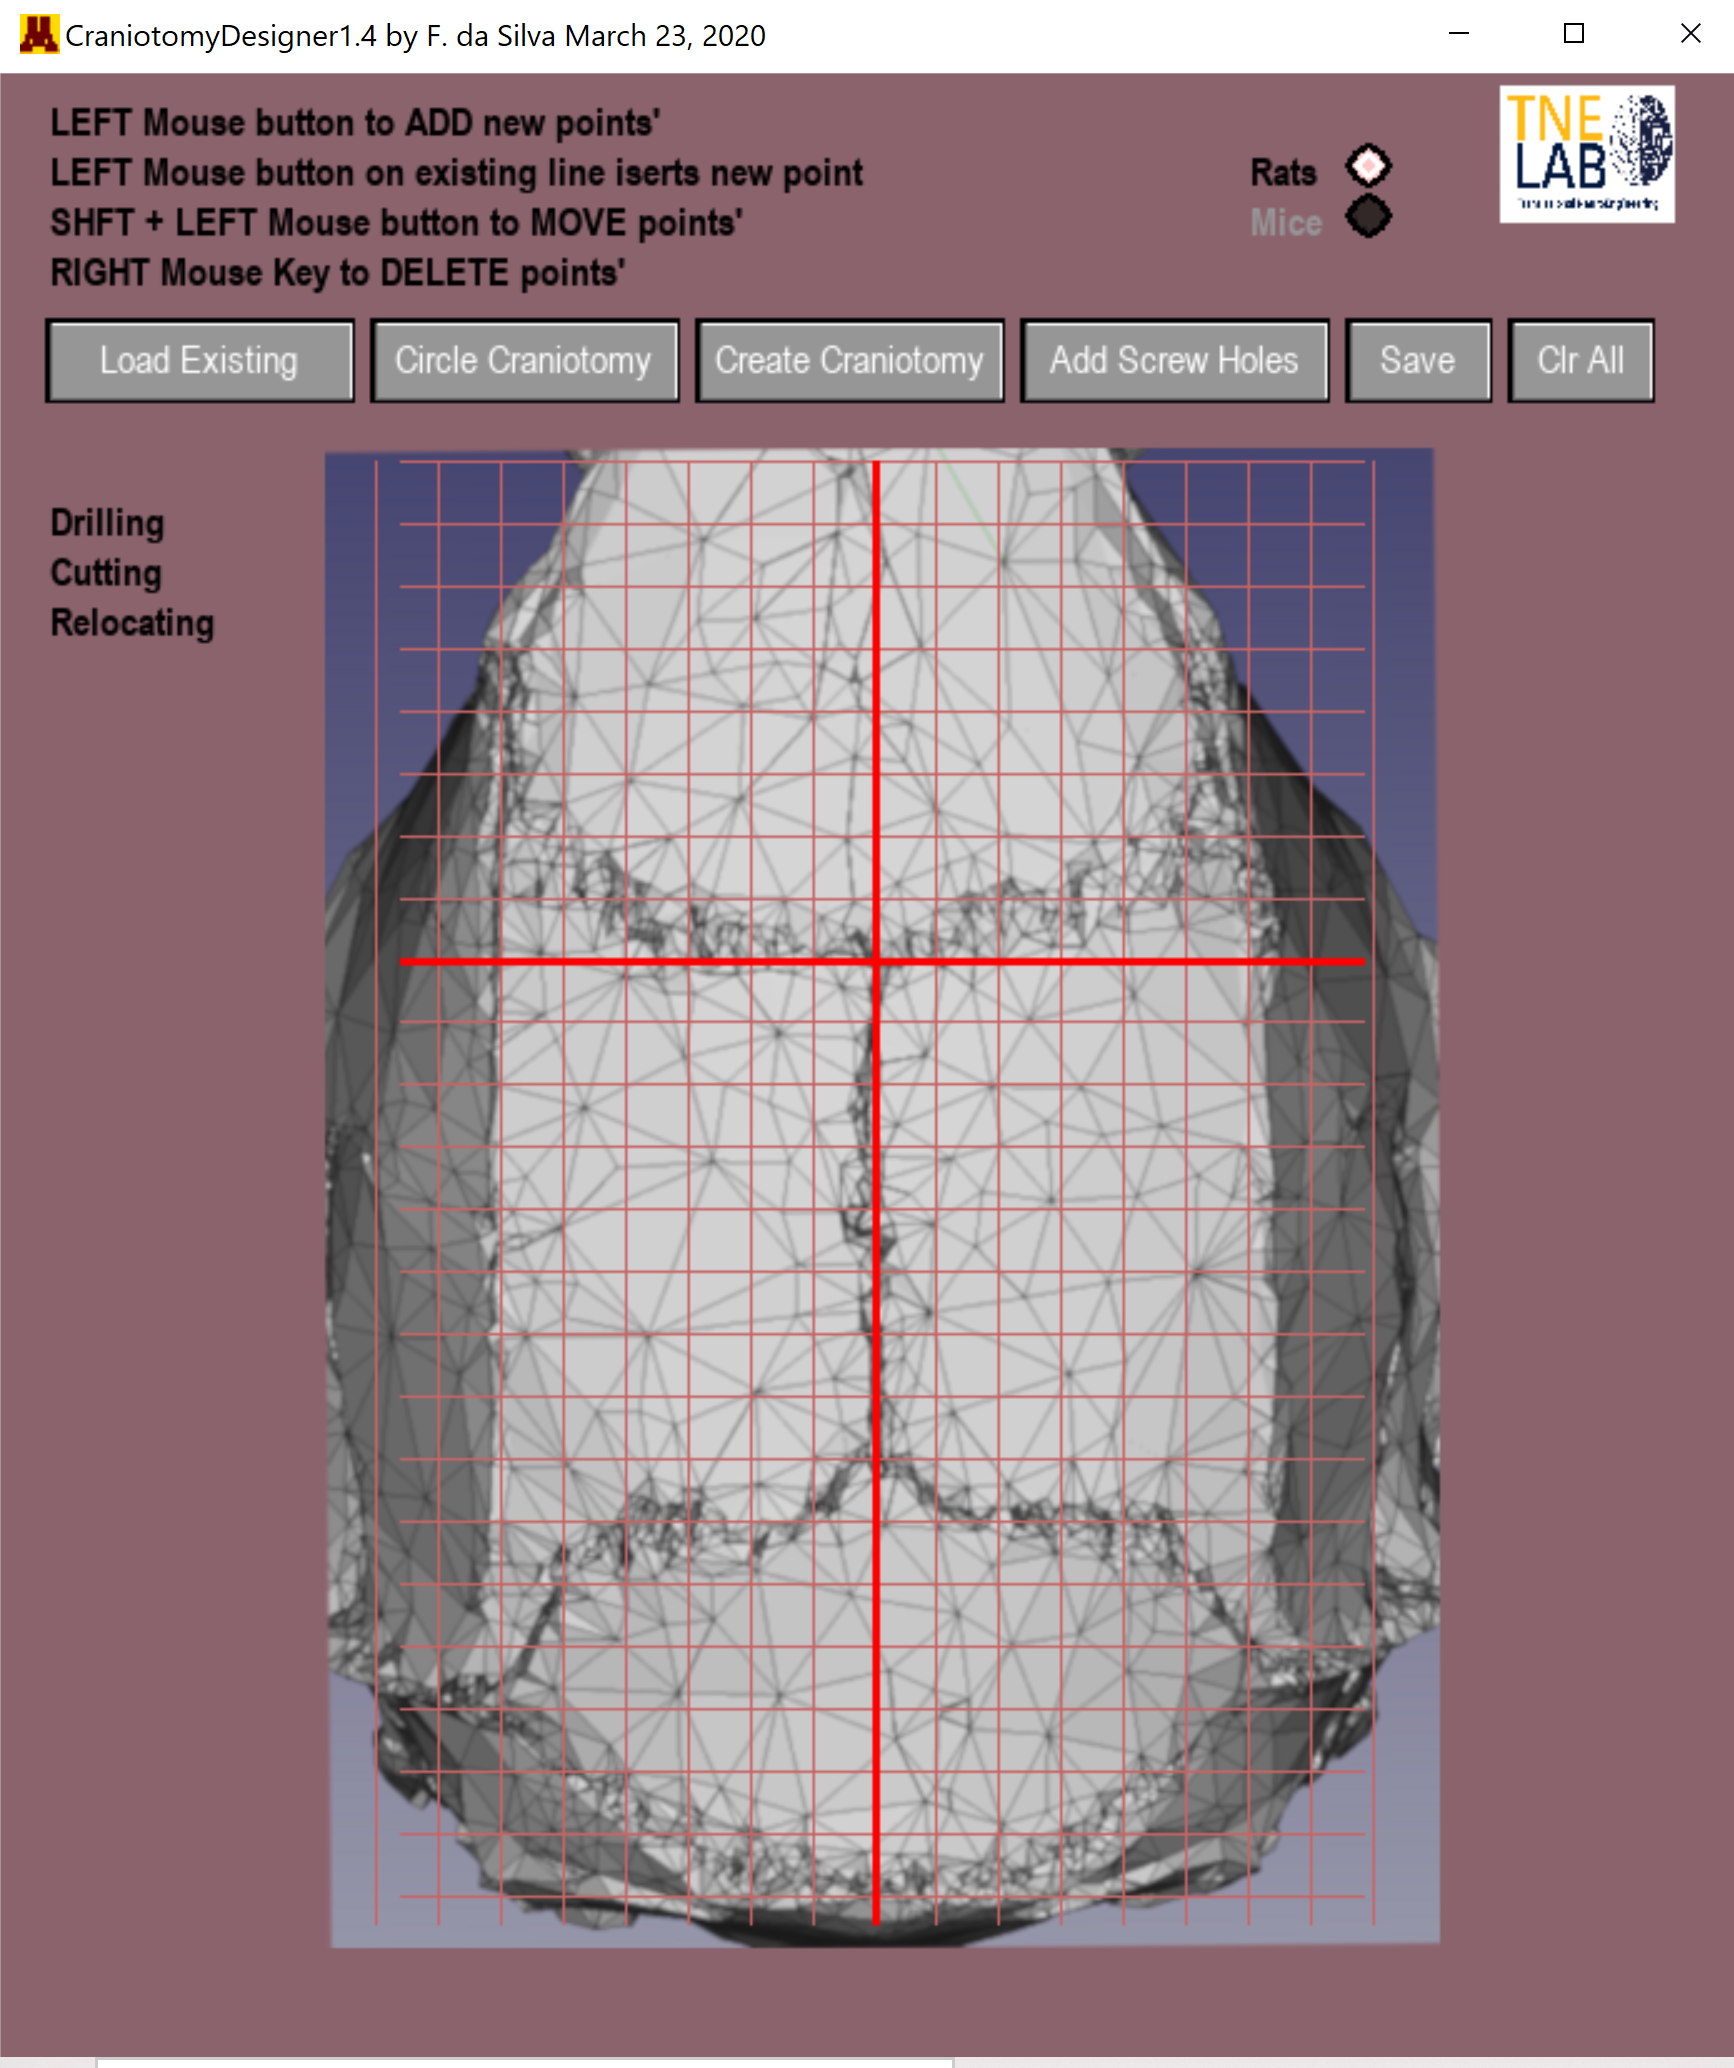 CraniotomyDesigner1.4 by F. da Silva March 23, 2020
LEFT Mouse button to ADD new points'
LEFT Mouse button on existing line iserts new point
SHFT + LEFT Mouse button to MOVE points'
RIGHT Mouse Key to DELETE points'
Rats
Mice
TNE
LAB
Load Existing
Circle Craniotomy
Create Craniotomy
Add Screw Holes
Save
Clr All
Drilling
Cutting
Relocating